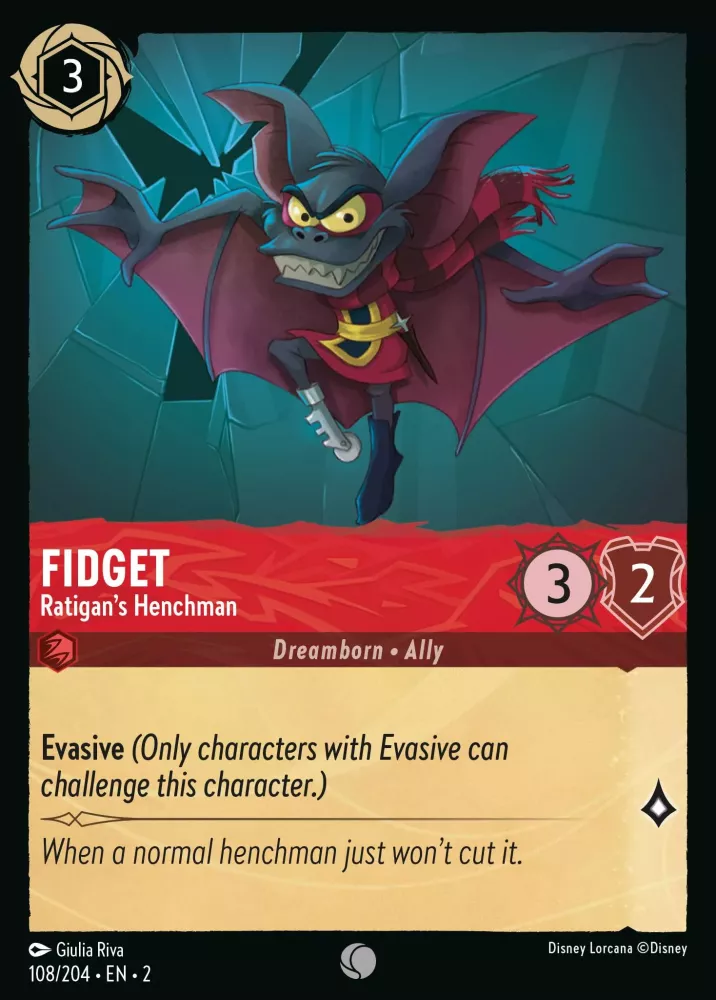 3
FIDGET
Ratigan's Henchman
3
2
Dreamborn • Ally
Evasive (Only characters with Evasive can
challenge this character.)
When a normal henchman just won't cut it.
Giulia Riva
108/204 • EN • 2
Disney Lorcana ©Disney